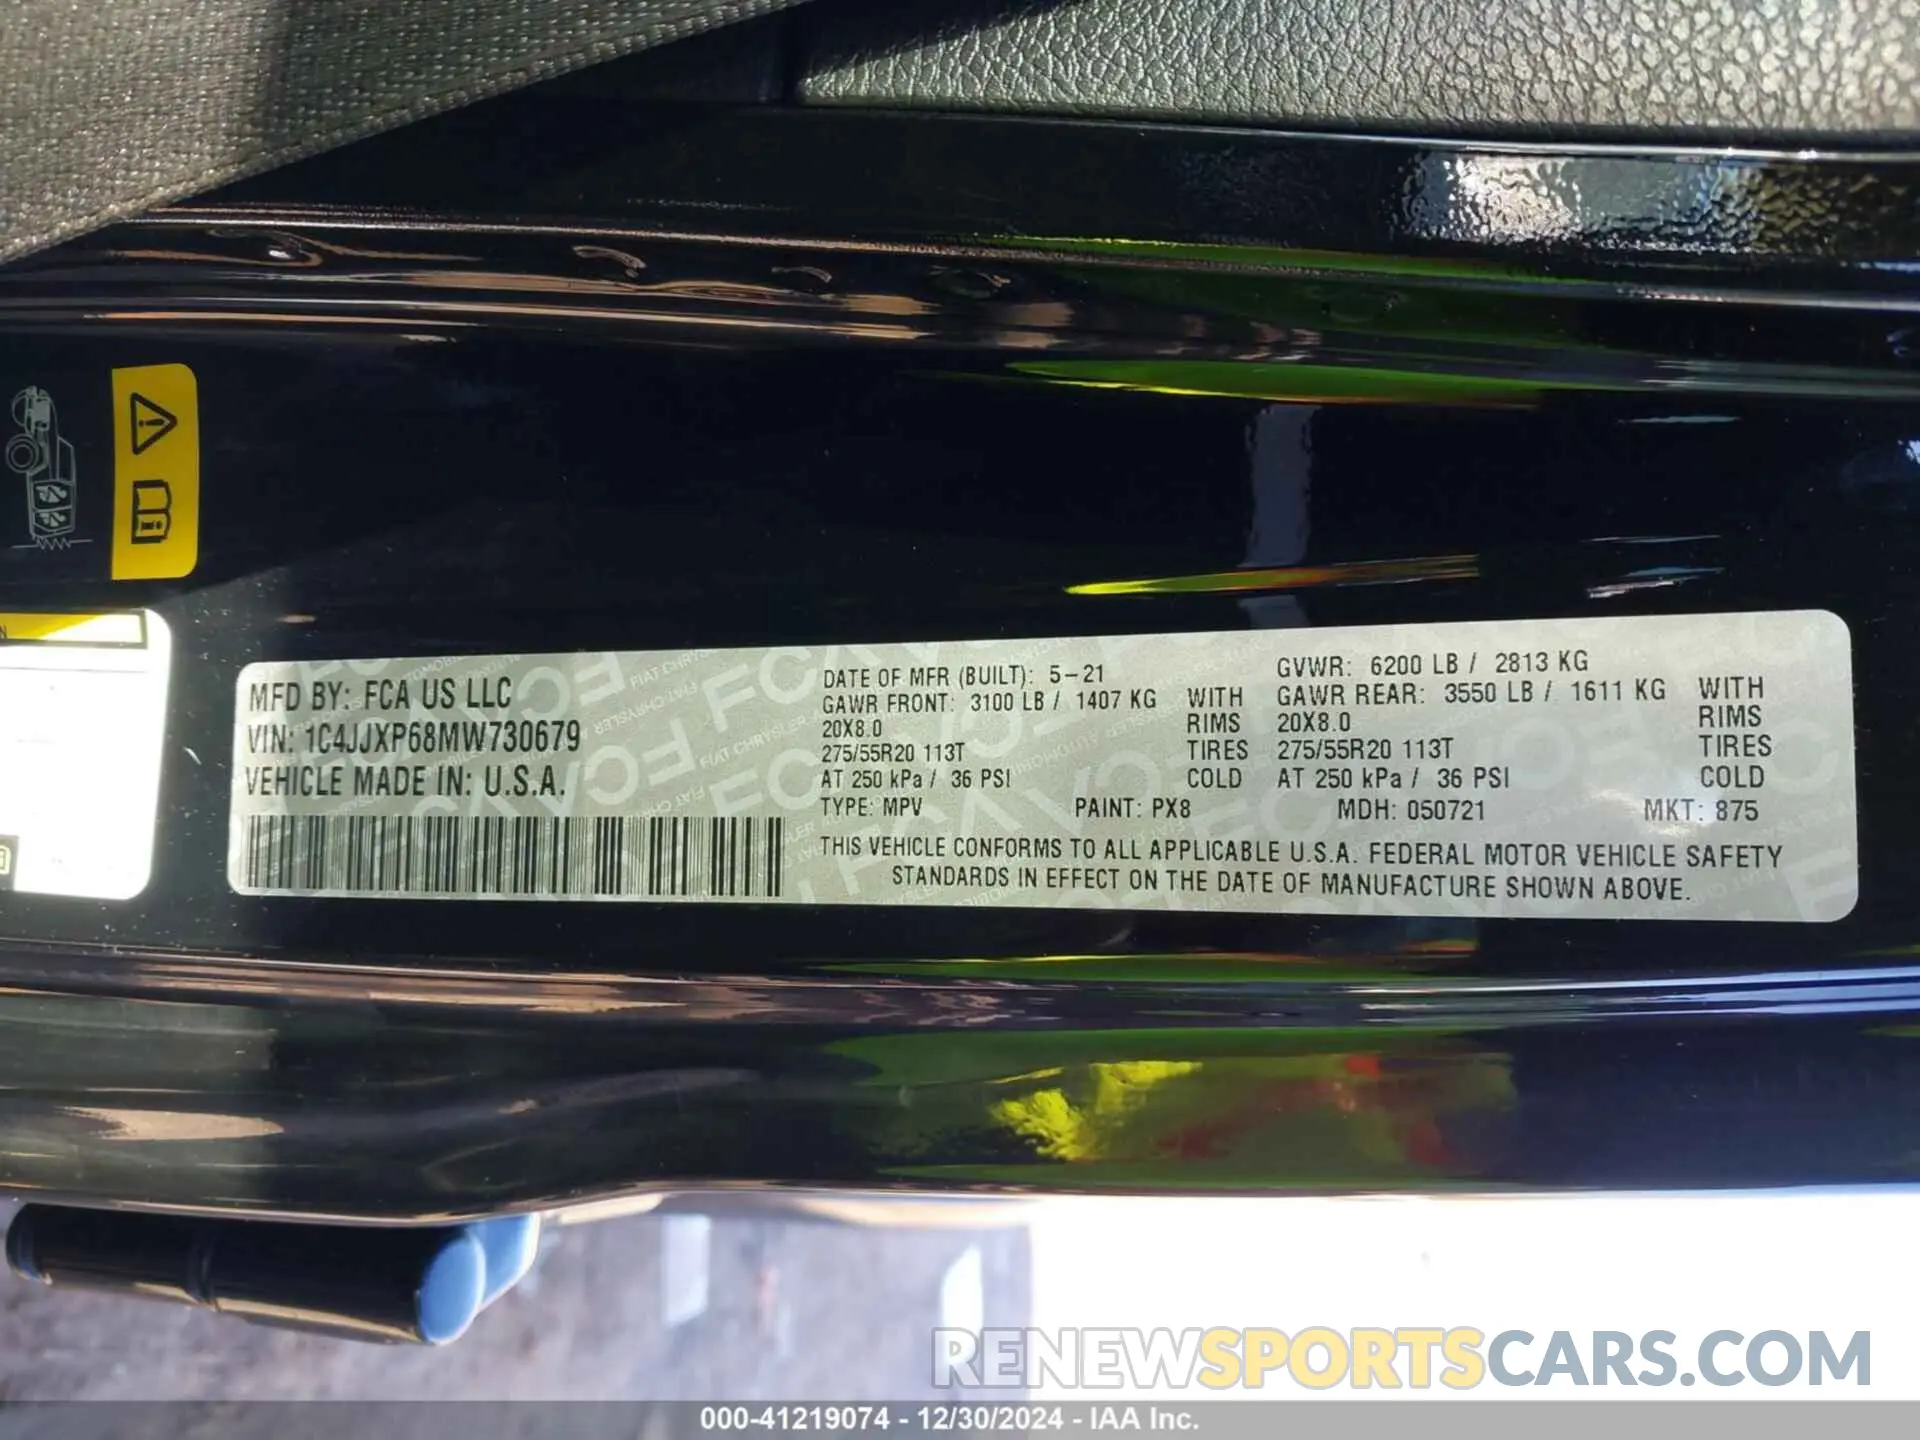 MFD BY: FCA US LLC
VIN: 1C4JJXP68MW730679
VEHICLE MADE IN: U.S.A.
DATE OF MFR (BUILT): 5-21 GVWR: 6200 LB / 2813 KG
GAWR FRONT: 3100 LB / 1407 KG WITH GAWR REAR: 3550 LB / 1611 KG WITH
20X8.0 RIMS 20X8.0 RIMS
275/55R20 113T TIRES 275/55R20 113T TIRES
AT 250 kPa / 36 PSI COLD AT 250 kPa / 36 PSI COLD
TYPE: MPV PAINT: PX8 MDH: 050721 MKT: 875
THIS VEHICLE CONFORMS TO ALL APPLICABLE U.S.A. FEDERAL MOTOR VEHICLE SAFETY
STANDARDS IN EFFECT ON THE DATE OF MANUFACTURE SHOWN ABOVE.
RENEWSPORTSCARS.COM
000-41219074 - 12/30/2024 - IAA Inc.